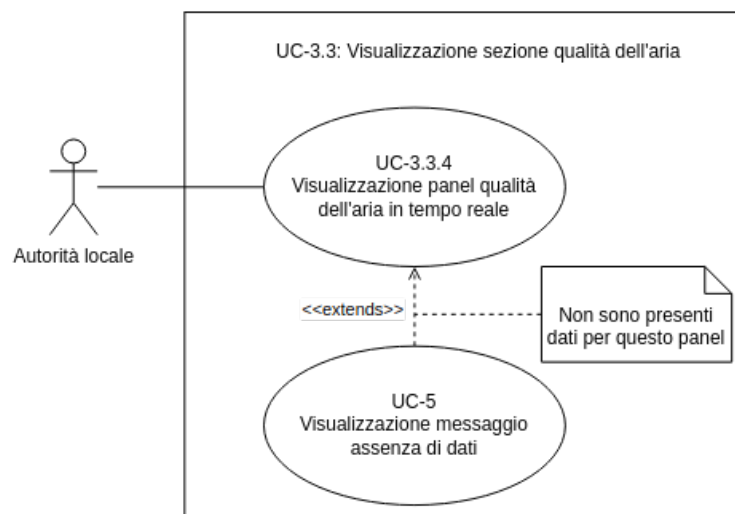 UC-3.3: Visualizzazione sezione qualità dell'aria
UC-3.3.4
Visualizzazione panel qualità
dell'aria in tempo reale
Autorità locale
<<extends>>
Non sono presenti
dati per questo panel
UC-5
Visualizzazione messaggio
assenza di dati